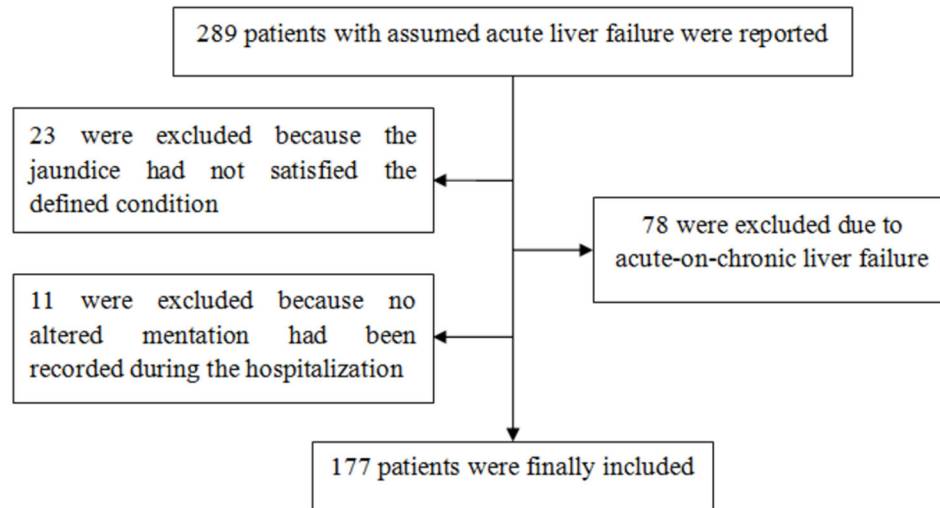 289 patients with assumed acute liver failure were reported
23 were excluded because the
jaundice had not satisfied the
defined condition
78 were excluded due to
acute-on-chronic liver failure
11 were excluded because no
altered mentation had been
recorded during the hospitalization
177 patients were finally included